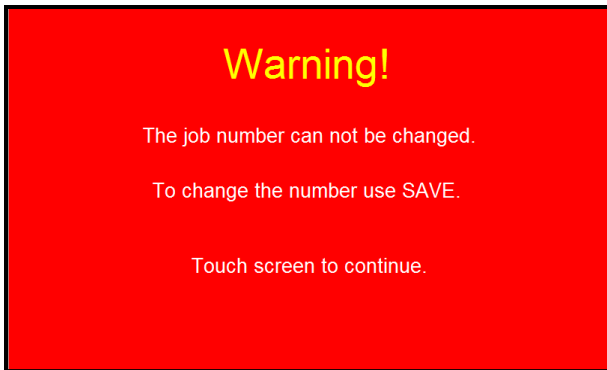 Warning!
The job number can not be changed.
To change the number use SAVE.
Touch screen to continue.